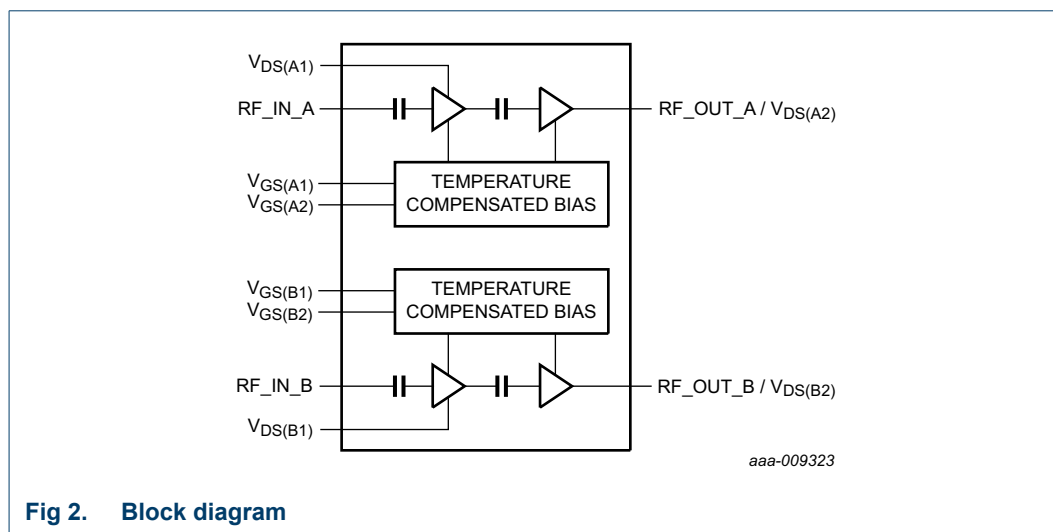 VDS(A1)
RF_IN_A
RF_OUT_A / VDS(A2)
VGS(A1)
VGS(A2)
TEMPERATURE
COMPENSATED BIAS
VGS(B1)
VGS(B2)
TEMPERATURE
COMPENSATED BIAS
RF_IN_B
RF_OUT_B / VDS(B2)
VDS(B1)
aaa-009323
Fig 2. Block diagram